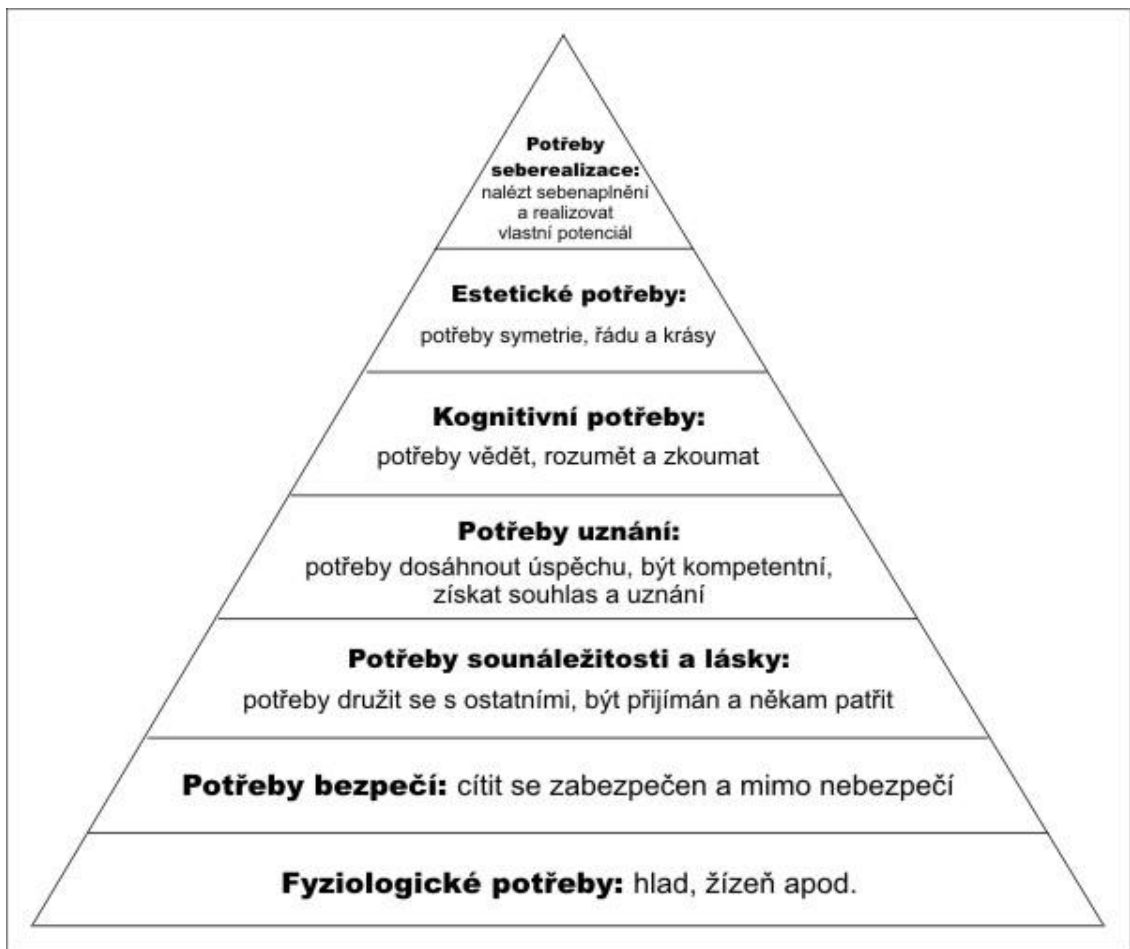 Potřeby
seberealizace:
nalézt sebenaplnění
a realizovat
vlastní potenciál
Estetické potřeby:
potřeby symetrie, řádu a krásy
Kognitivní potřeby:
potřeby vědět, rozumět a zkoumat
Potřeby uznání:
potřeby dosáhnout úspěchu, být kompetentní,
získat souhlas a uznání
Potřeby sounáležitosti a lásky:
potřeby družit se s ostatními, být přijímán a někam patřit
Potřeby bezpečí: cítit se zabezpečen a mimo nebezpečí
Fyziologické potřeby: hlad, žízeň apod.